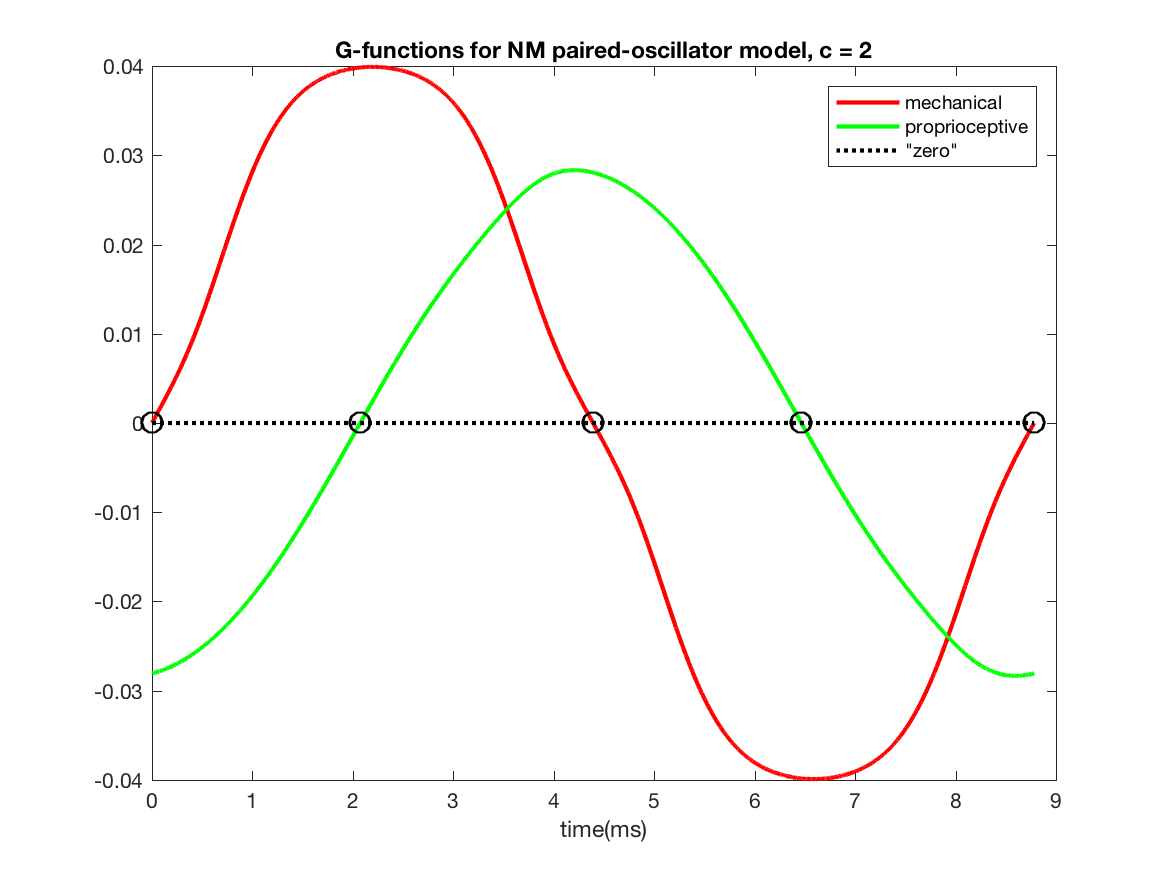 G-functions for NM paired-oscillator model, c = 2
mechanical
proprioceptive
"zero"
0.04
0.03
0.02
0.01
0
-0.01
-0.02
-0.03
-0.04
0 1 2 3 4 5 6 7 8 9
time(ms)